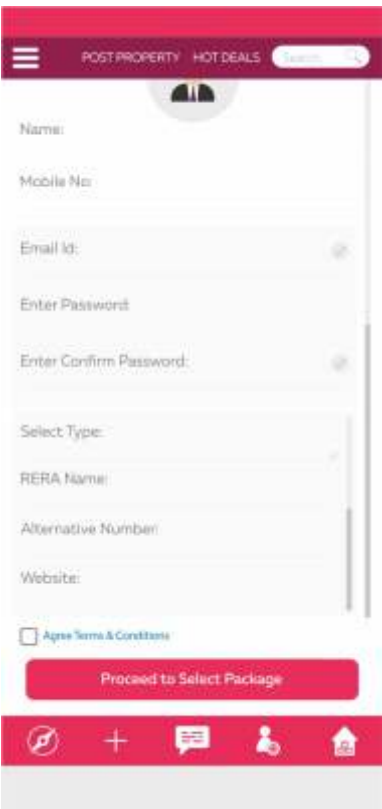 POST PROPERTY HOT DEALS Search
Name:
Mobile No:
Email Id:
Enter Password:
Enter Confirm Password:
Select Type:
RERA Name:
Alternative Number:
Website:
Agree Terms & Conditions
Proceed to Select Package